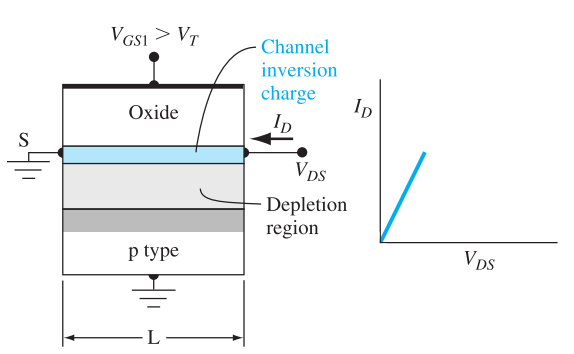 V_GS1 > V_T
Channel
inversion
charge
Oxide
I_D
S
V_DS
Depletion
region
p type
L
I_D
V_DS